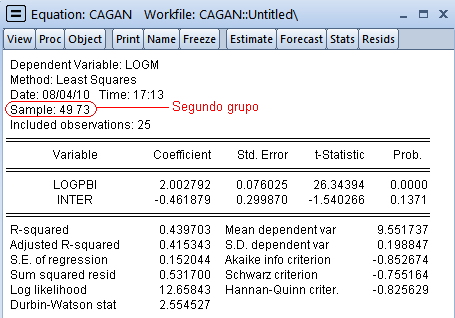 Equation: CAGAN Workfile: CAGAN::Untitled\
View Proc Object Print Name Freeze Estimate Forecast Stats Resids
Dependent Variable: LOGM
Method: Least Squares
Date: 08/04/10 Time: 17:13
Sample: 49 73 Segundo grupo
Included observations: 25
Variable Coefficient Std. Error t-Statistic Prob.
LOGPBI 2.002792 0.076025 26.34394 0.0000
INTER -0.461879 0.299870 -1.540266 0.1371
R-squared 0.439703 Mean dependent var 9.551737
Adjusted R-squared 0.415343 S.D. dependent var 0.198847
S.E. of regression 0.152044 Akaike info criterion -0.852674
Sum squared resid 0.531700 Schwarz criterion -0.755164
Log likelihood 12.65843 Hannan-Quinn criter. -0.825629
Durbin-Watson stat 2.554527